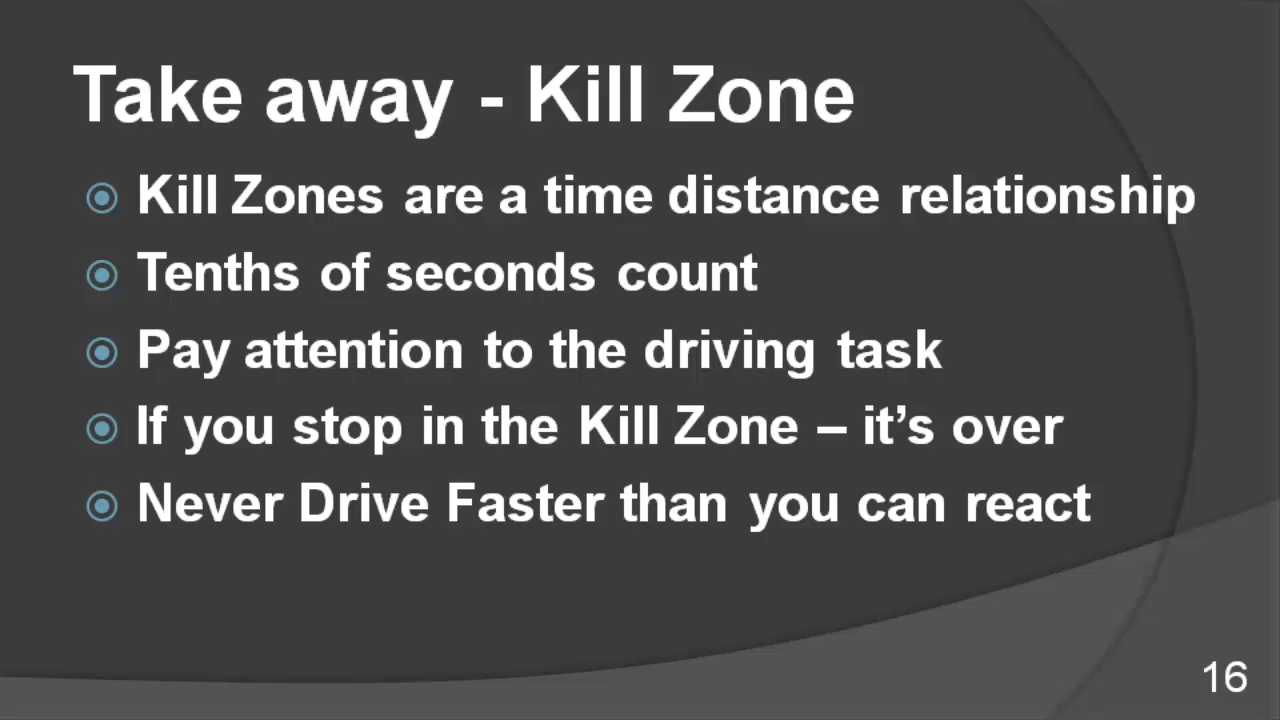 Take away - Kill Zone
Kill Zones are a time distance relationship
Tenths of seconds count
Pay attention to the driving task
If you stop in the Kill Zone – it’s over
Never Drive Faster than you can react
16